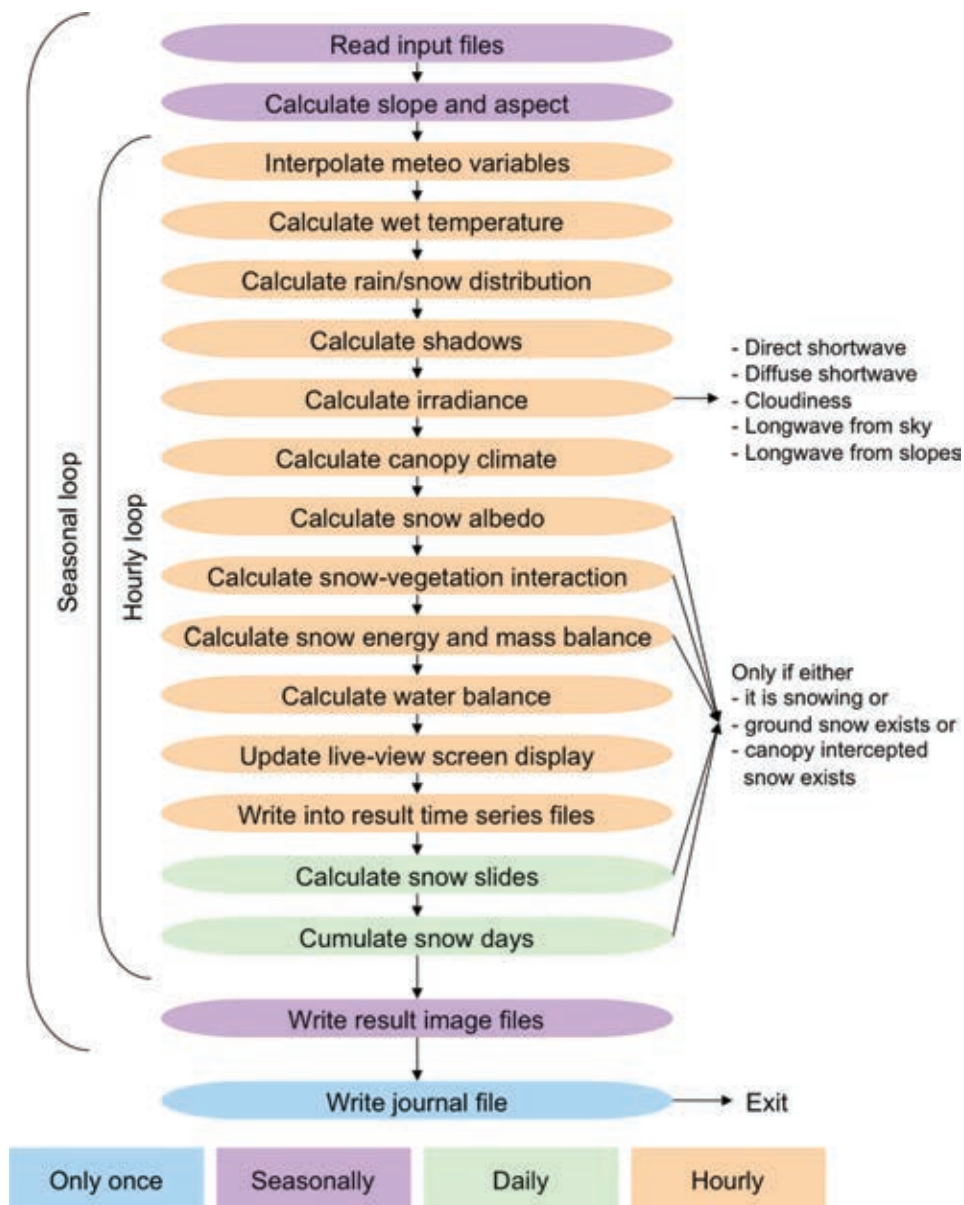 Read input files
Calculate slope and aspect
Interpolate meteo variables
Calculate wet temperature
Calculate rain/snow distribution
Calculate shadows
Calculate irradiance
- Direct shortwave
- Diffuse shortwave
- Cloudiness
- Longwave from sky
- Longwave from slopes
Calculate canopy climate
Calculate snow albedo
Calculate snow-vegetation interaction
Calculate snow energy and mass balance
Calculate water balance
Update live-view screen display
Write into result time series files
Calculate snow slides
Cumulate snow days
Only if either
- it is snowing or
- ground snow exists or
- canopy intercepted
snow exists
Seasonal loop
Hourly loop
Write result image files
Write journal file
Exit
Only once
Seasonally
Daily
Hourly